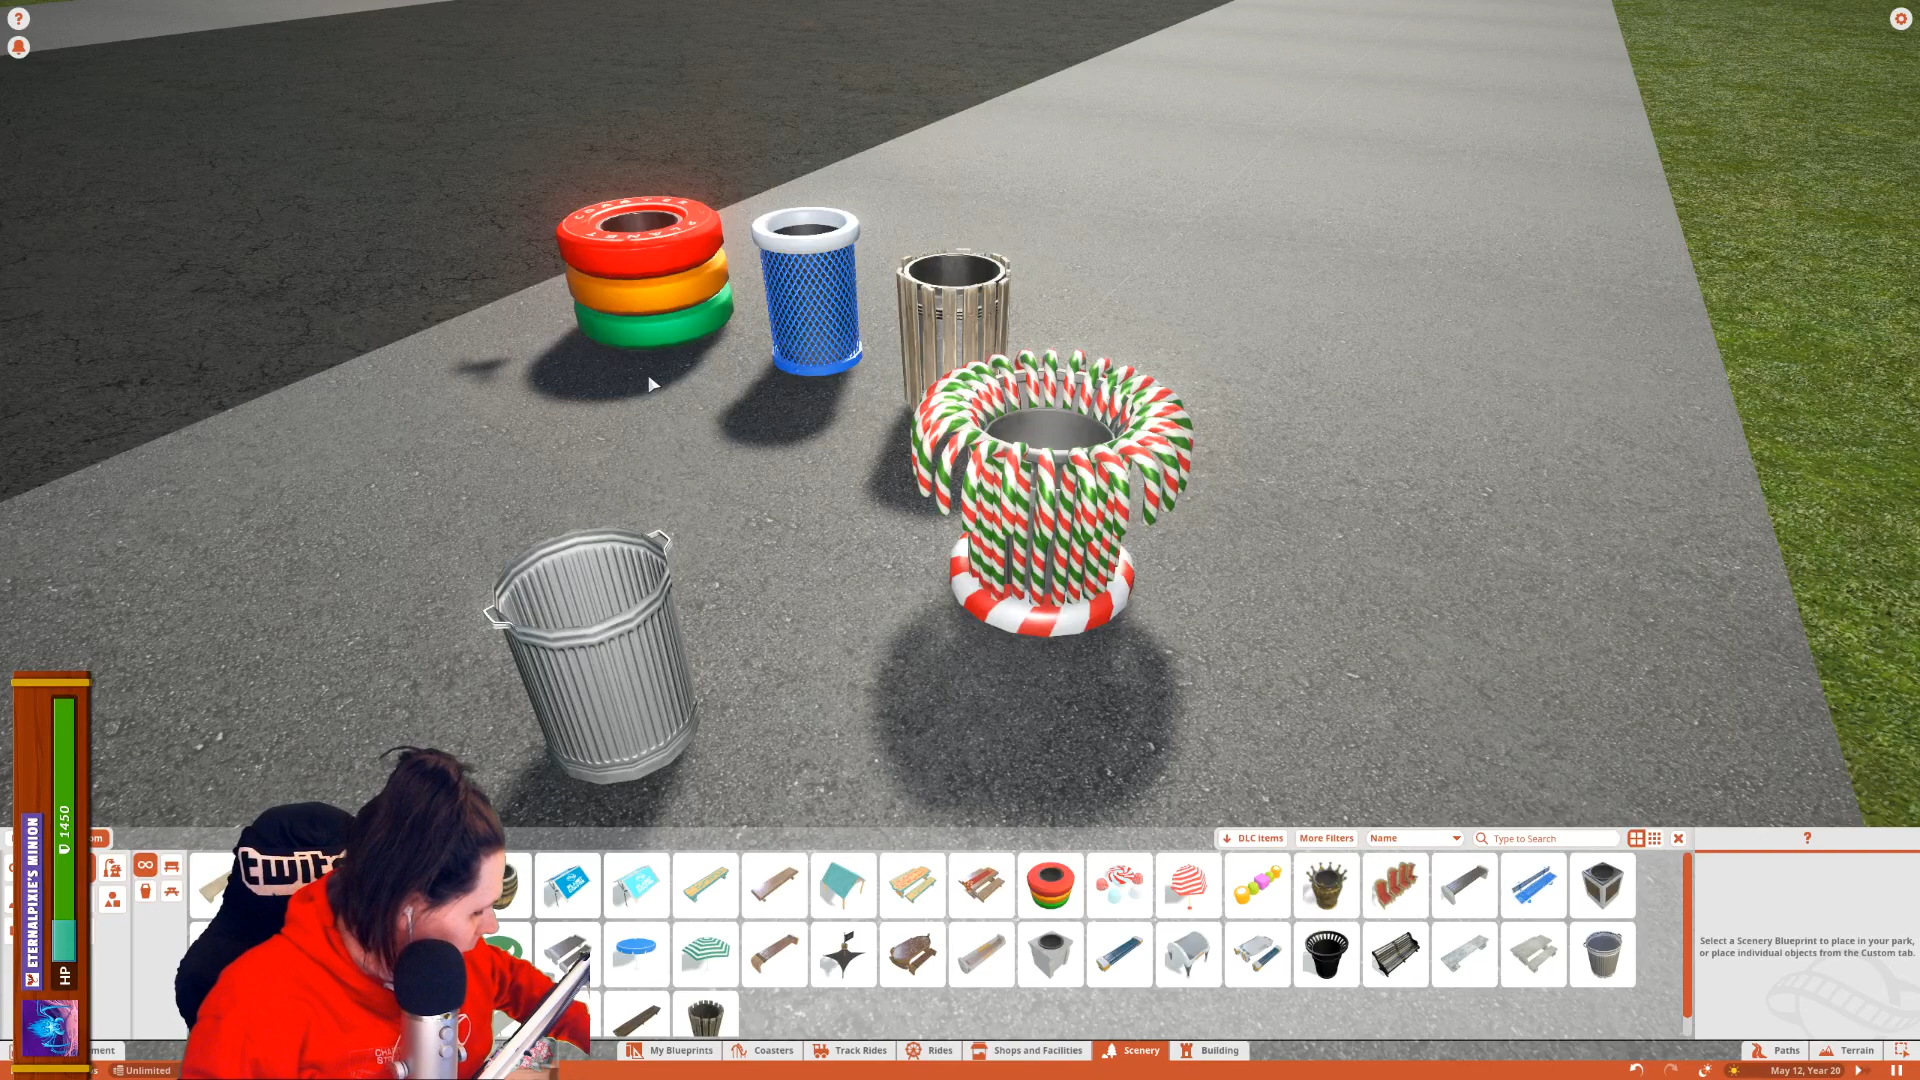 COASTER
PLANET
DLC Items
More Filters
Name
Type to Search
?
Select a Scenery Blueprint to place in your park,
or place individual objects from the Custom tab.
ETERNALPIXIE'S MINION
1450
HP
My Blueprints
Coasters
Track Rides
Rides
Shops and Facilities
Scenery
Building
Paths
Terrain
Unlimited
May 12, Year 20